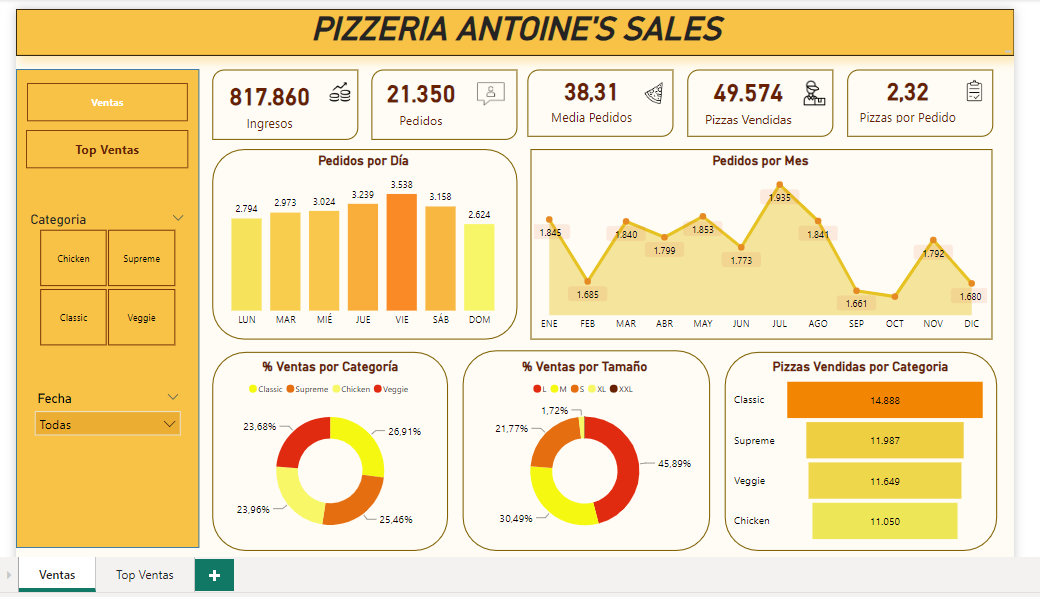 PIZZERIA ANTOINE'S SALES
Ventas
Top Ventas
Categoria
Chicken
Supreme
Classic
Veggie
Fecha
Todas
817.860
Ingresos
21.350
Pedidos
38,31
Media Pedidos
49.574
Pizzas Vendidas
2,32
Pizzas por Pedido
Pedidos por Día
2.794
2.973
3.024
3.239
3.538
3.158
2.624
LUN
MAR
MIÉ
JUE
VIE
SÁB
DOM
Pedidos por Mes
1.845
1.685
1.840
1.799
1.853
1.773
1.935
1.841
1.661
1.792
1.680
ENE
FEB
MAR
ABR
MAY
JUN
JUL
AGO
SEP
OCT
NOV
DIC
% Ventas por Categoría
Classic
Supreme
Chicken
Veggie
23,68%
26,91%
23,96%
25,46%
% Ventas por Tamaño
L
M
S
XL
XXL
1,72%
21,77%
45,89%
30,49%
Pizzas Vendidas por Categoria
Classic
14.888
Supreme
11.987
Veggie
11.649
Chicken
11.050
Ventas
Top Ventas
+